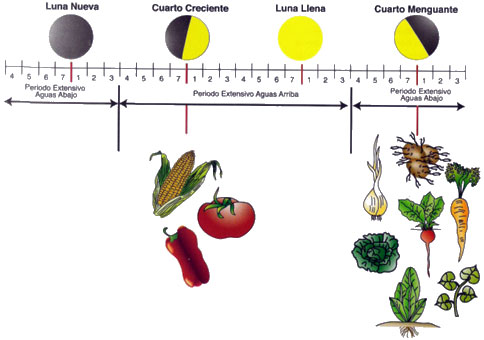 Luna Nueva Cuarto Creciente Luna Llena Cuarto Menguante
4 5 6 7 1 2 3 4 5 6 7 1 2 3 4 5 6 7 1 2 3 4 5 6 7 1 2 3
Periodo Extensivo
Aguas Abajo
Periodo Extensivo Aguas Arriba
Periodo Extensivo
Aguas Abajo